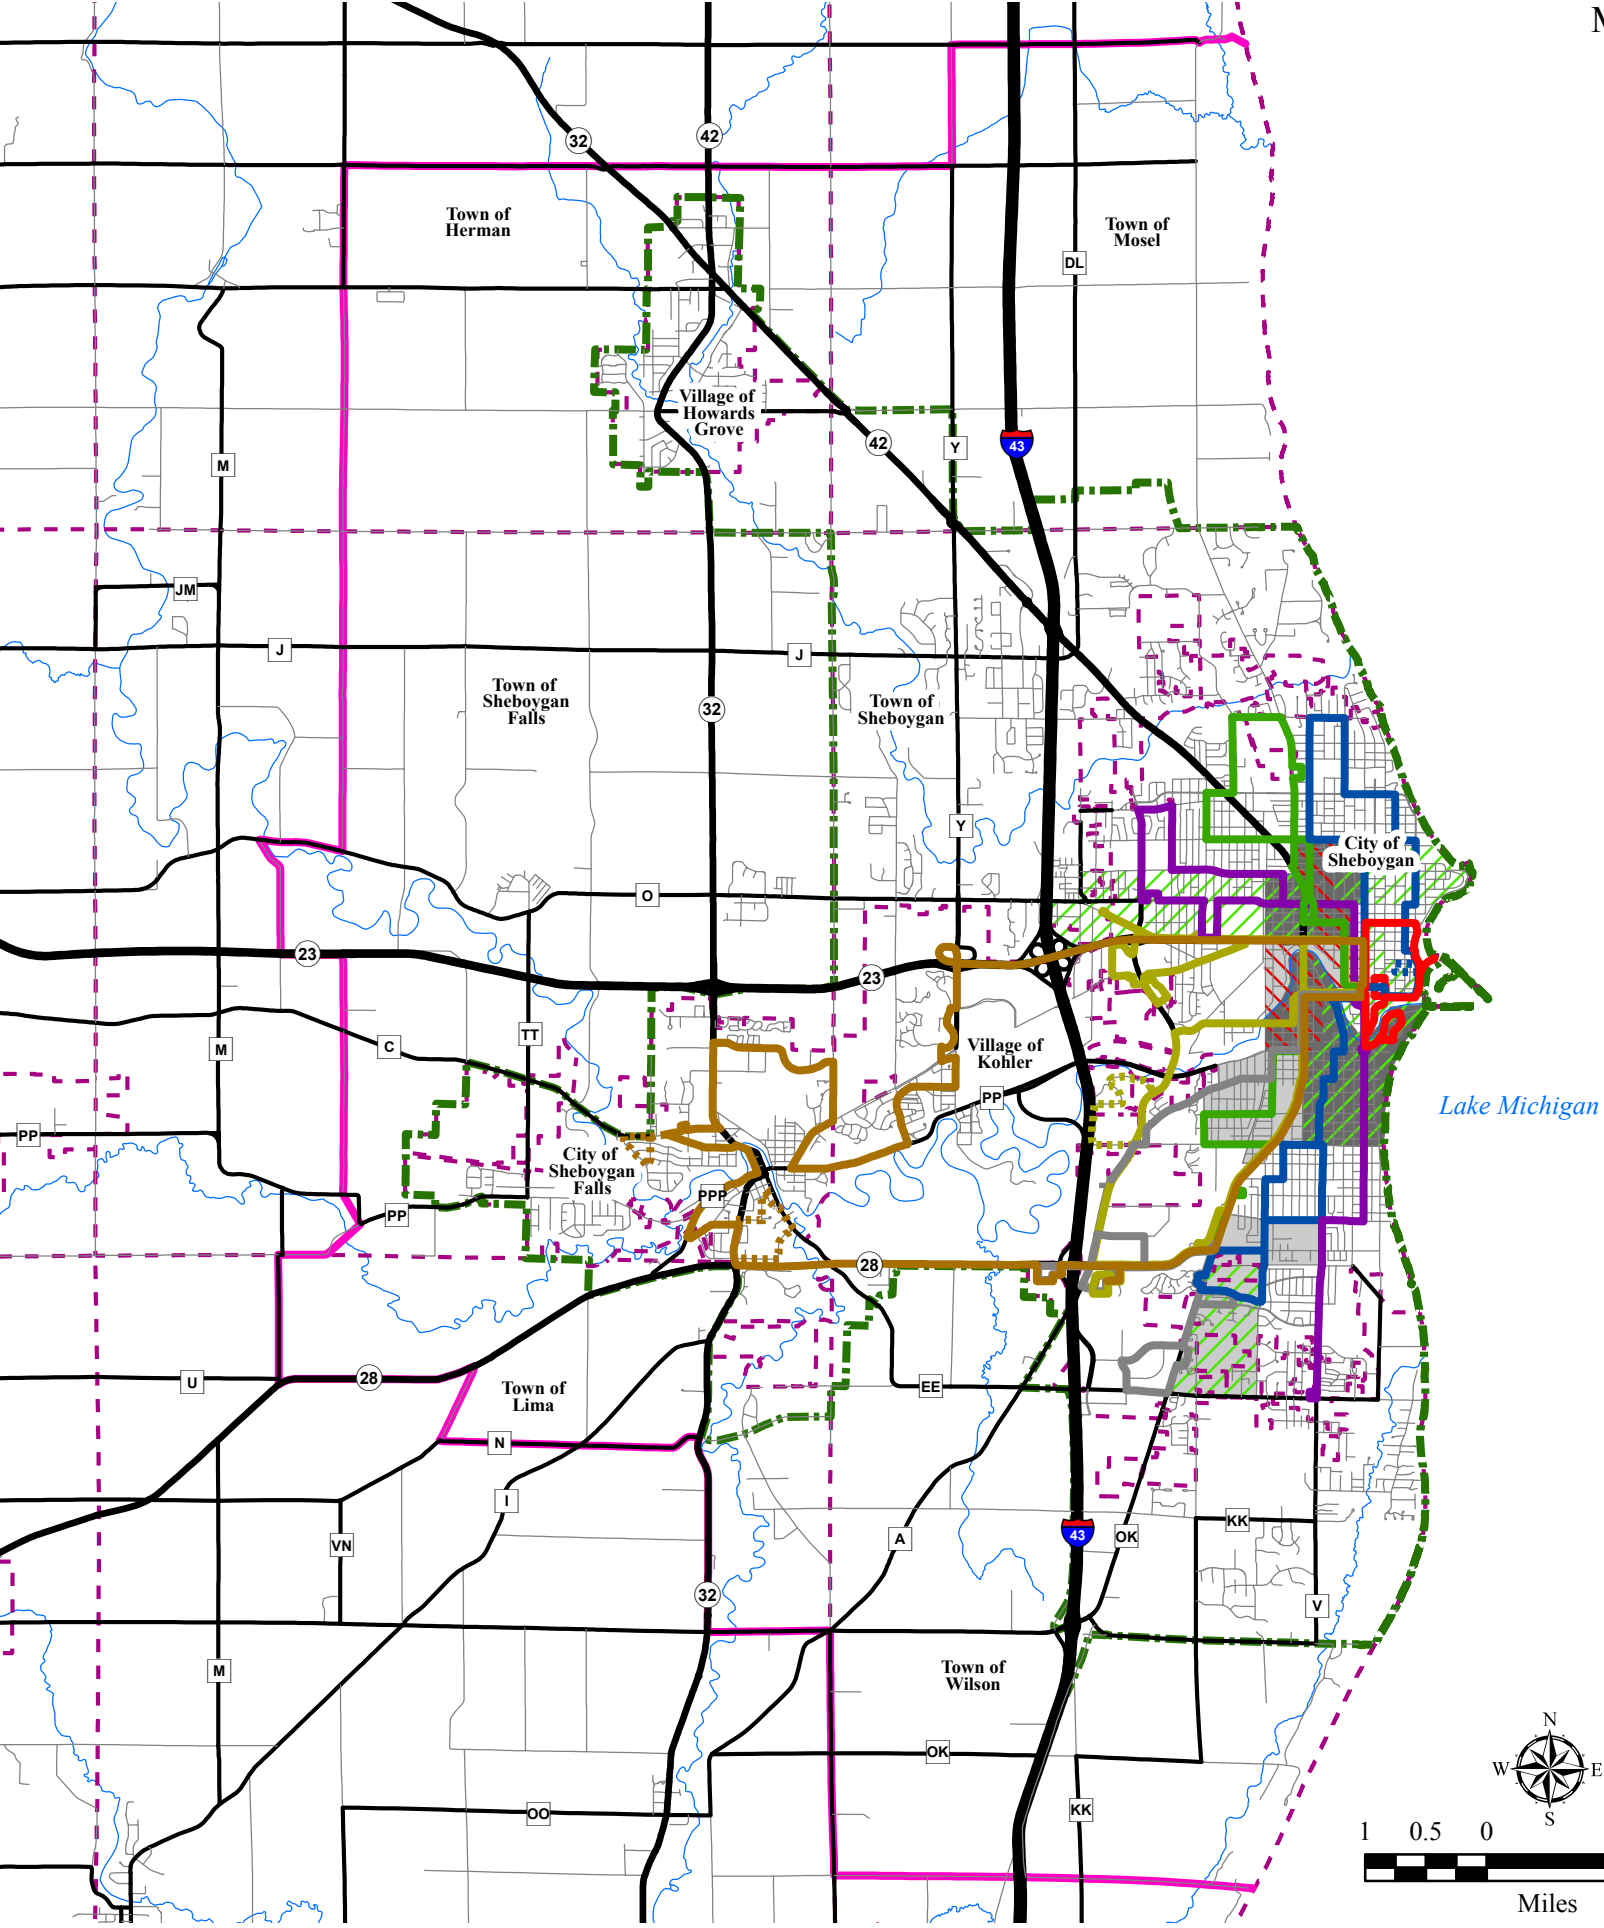 M
32
42
Town of
Herman
Town of
Mosel
DL
Village of
Howards
Grove
42
Y
43
M
JM
J
J
Town of
Sheboygan
Falls
32
Town of
Sheboygan
Y
City of
Sheboygan
O
23
23
M
C
TT
Village of
Kohler
PP
Lake Michigan
PP
City of
Sheboygan
Falls
PPP
PP
28
U
28
Town of
Lima
EE
N
I
VN
A
43
OK
KK
32
V
M
Town of
Wilson
OK
KK
OO
N
W
E
S
1 0.5 0
Miles